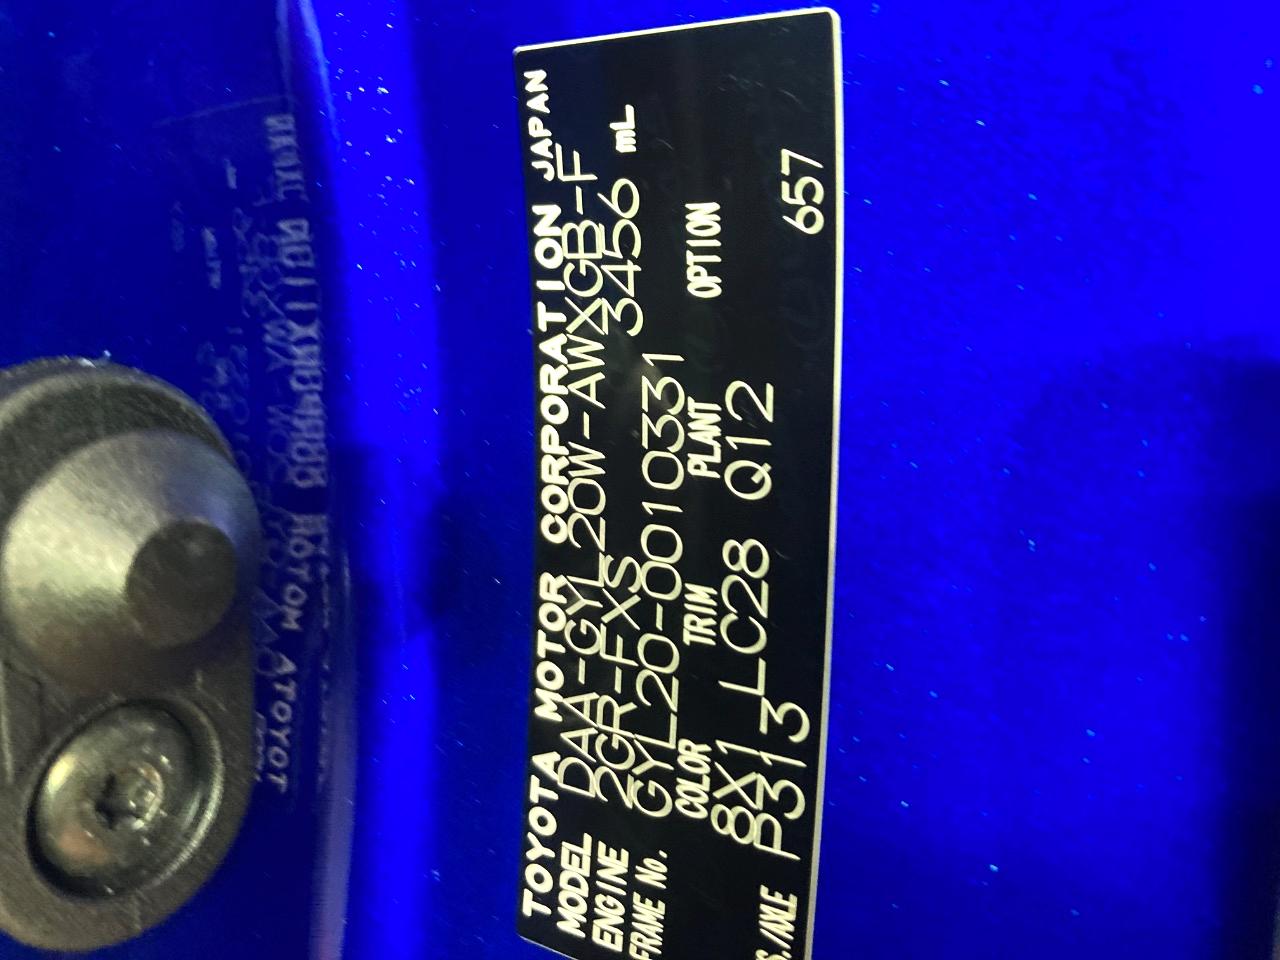 TOYOTA MOTOR CORPORATION JAPAN
MODEL DAA-GYL20W-AWXGB-F
ENGINE 2GR-FXS 3456 mL
FRAME No. GYL20-0010331
COLOR TRIM PLANT OPTION
8X1 LC28 Q12
S./AXLE P313 657